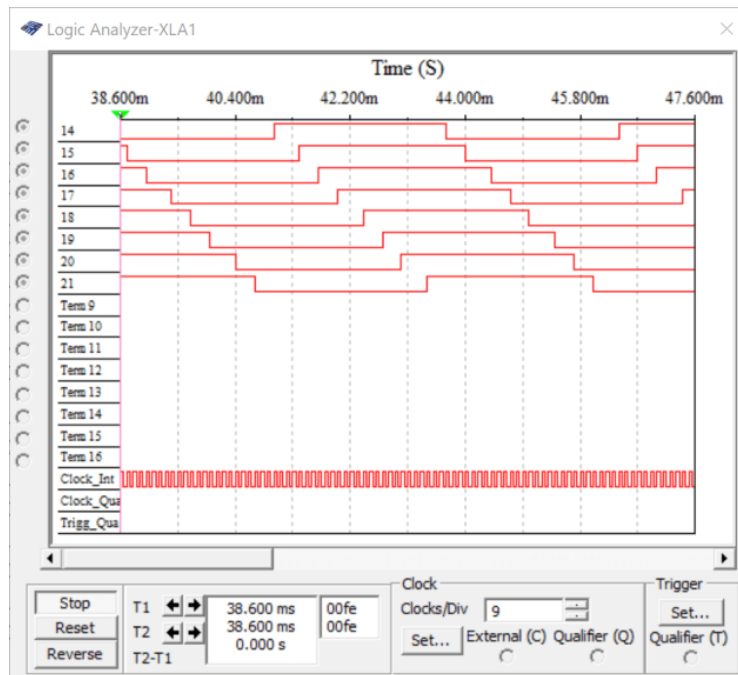 Logic Analyzer-XLA1
Time (S)
38.600m 40.400m 42.200m 44.000m 45.800m 47.600m
14
15
16
17
18
19
20
21
Term 9
Term 10
Term 11
Term 12
Term 13
Term 14
Term 15
Term 16
Clock_Int
Clock_Qua
Trigg_Qua
Clock
Trigger
Stop
Reset
Reverse
T1
T2
T2-T1
38.600 ms
38.600 ms
0.000 s
00fe
00fe
Clocks/Div 9
Set... External (C) Qualifier (Q)
Set...
Qualifier (T)